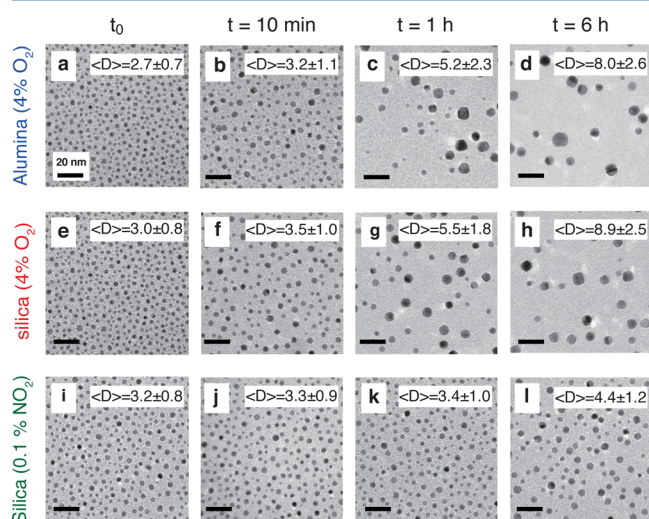 t₀ t = 10 min t = 1 h t = 6 h
Alumina (4% O₂)
a <D>=2.7±0.7
20 nm
b <D>=3.2±1.1
c <D>=5.2±2.3
d <D>=8.0±2.6
silica (4% O₂)
e <D>=3.0±0.8
f <D>=3.5±1.0
g <D>=5.5±1.8
h <D>=8.9±2.5
Silica (0.1 % NO₂)
i <D>=3.2±0.8
j <D>=3.3±0.9
k <D>=3.4±1.0
l <D>=4.4±1.2